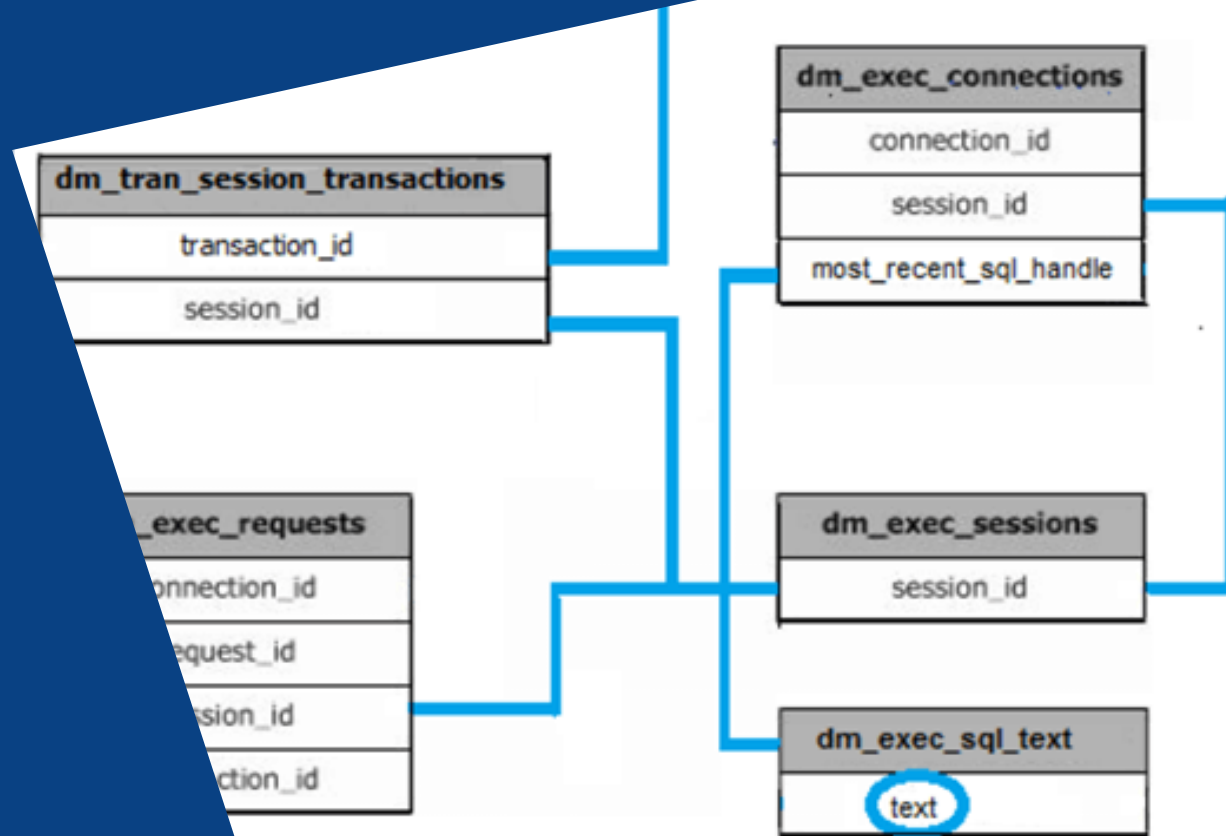 dm_exec_connections
connection_id
session_id
most_recent_sql_handle
dm_tran_session_transactions
transaction_id
session_id
_exec_requests
onnection_id
equest_id
ssion_id
ction_id
dm_exec_sessions
session_id
dm_exec_sql_text
text